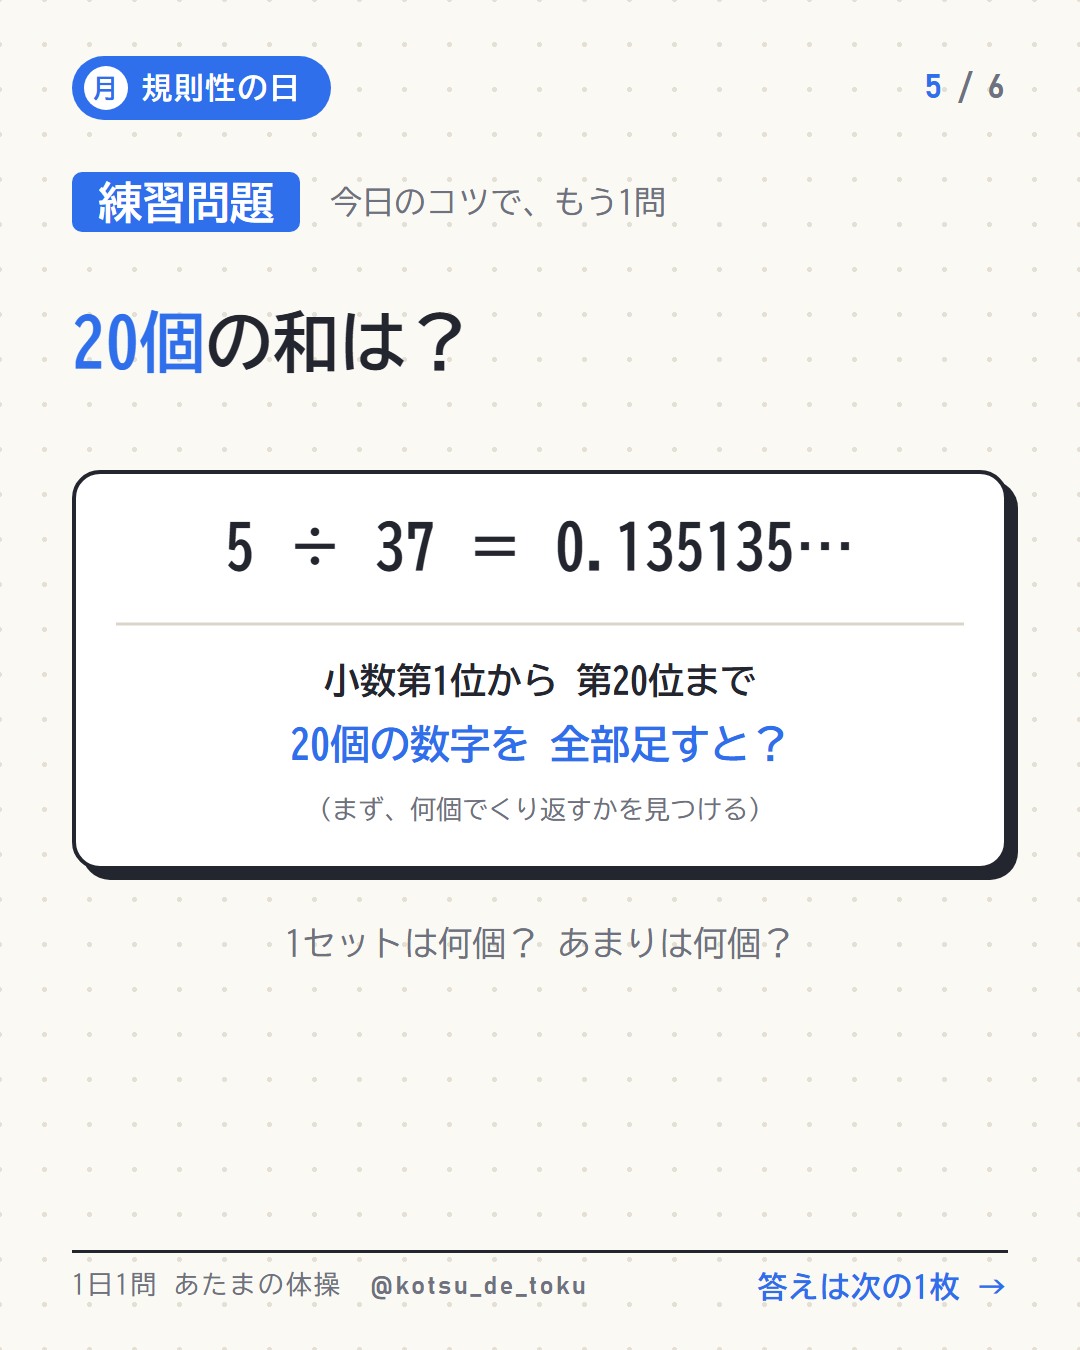 月 規則性の日
5 / 6
練習問題 今日のコツで、もう1問
20個の和は？
5 ÷ 37 = 0.135135…
小数第1位から 第20位まで
20個の数字を 全部足すと？
（まず、何個でくり返すかを見つける）
1セットは何個？ あまりは何個？
1日1問 あたまの体操 @kotsu_de_toku
答えは次の1枚 →